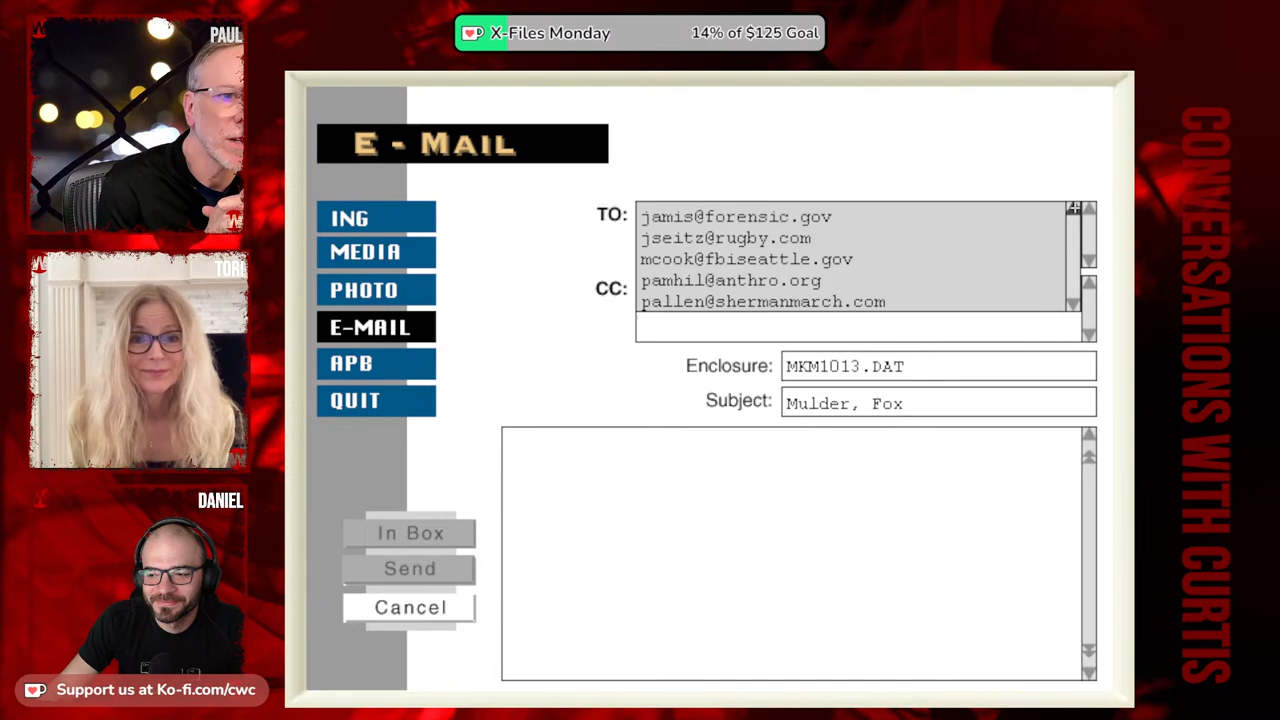 PAUL
X-Files Monday
14% of $125 Goal
E - MAIL
ING
MEDIA
PHOTO
E-MAIL
APB
QUIT
TO:
jamis@forensic.gov
jseitz@rugby.com
mcook@fbiseattle.gov
pamhil@anthro.org
pallen@shermanmarch.com
CC:
Enclosure: MKM1013.DAT
Subject: Mulder, Fox
In Box
Send
Cancel
TORI
DANIEL
Support us at Ko-fi.com/cwc
CONVERSATIONS WITH CURTIS